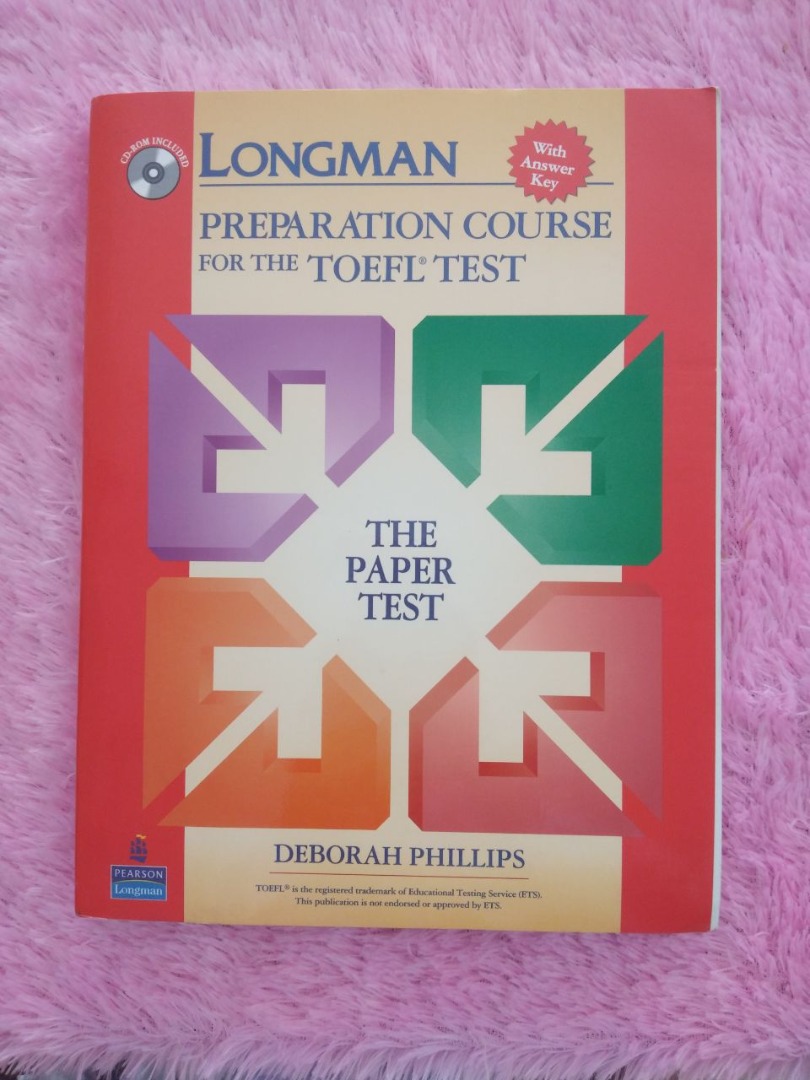 CD-ROM INCLUDED
LONGMAN
With
Answer
Key
PREPARATION COURSE
FOR THE TOEFL® TEST
THE
PAPER
TEST
DEBORAH PHILLIPS
PEARSON
Longman
TOEFL® is the registered trademark of Educational Testing Service (ETS).
This publication is not endorsed or approved by ETS.